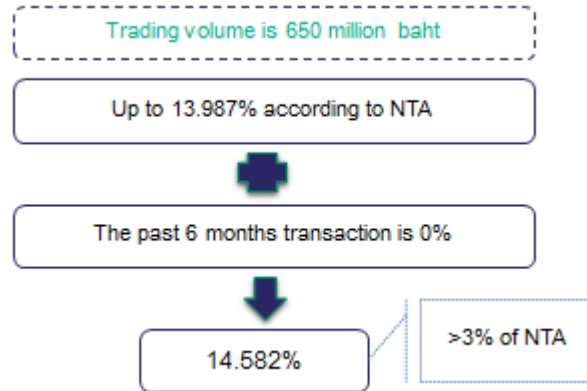 Trading volume is 650 million baht
Up to 13.987% according to NTA
The past 6 months transaction is 0%
14.582%
>3% of NTA